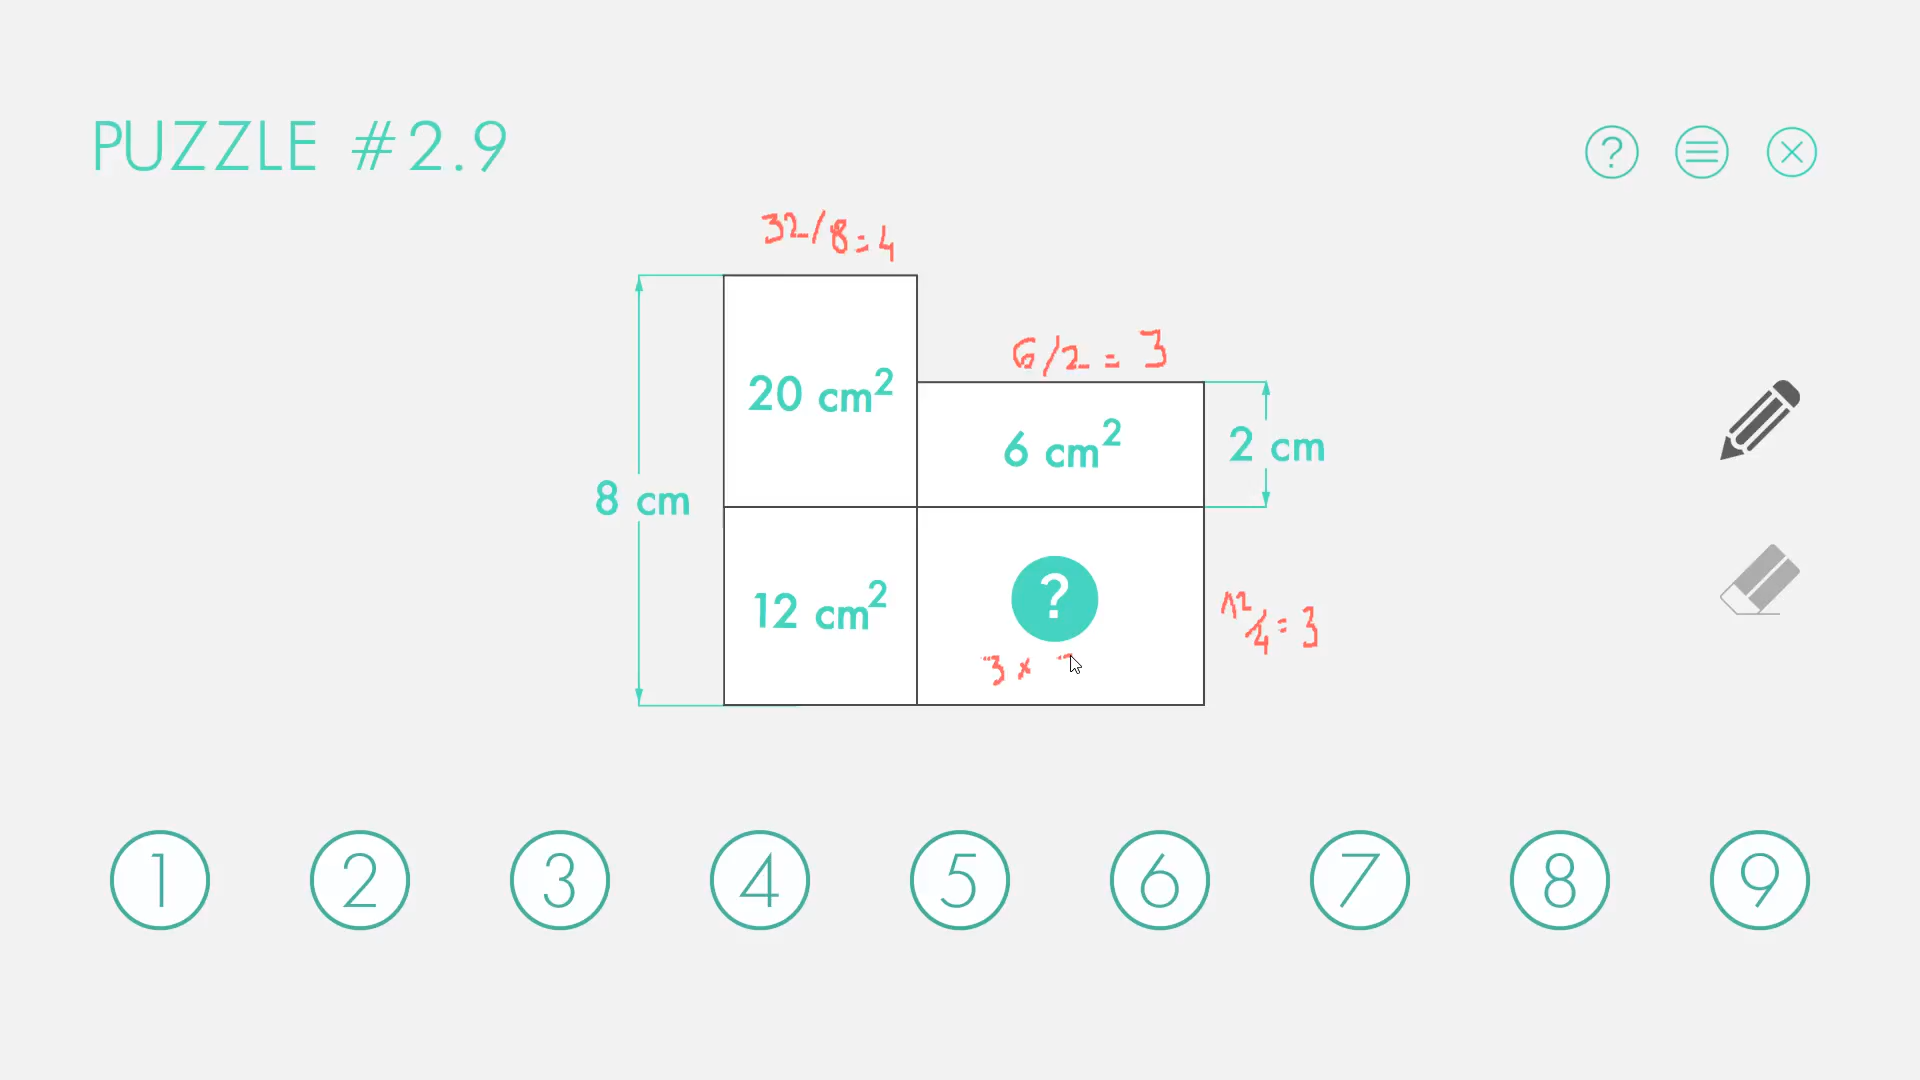 PUZZLE #2.9
?
32/8=4
6/2 = 3
20 cm²
6 cm²
2 cm
8 cm
12 cm²
?
12/4 = 3
3 ×
1 2 3 4 5 6 7 8 9